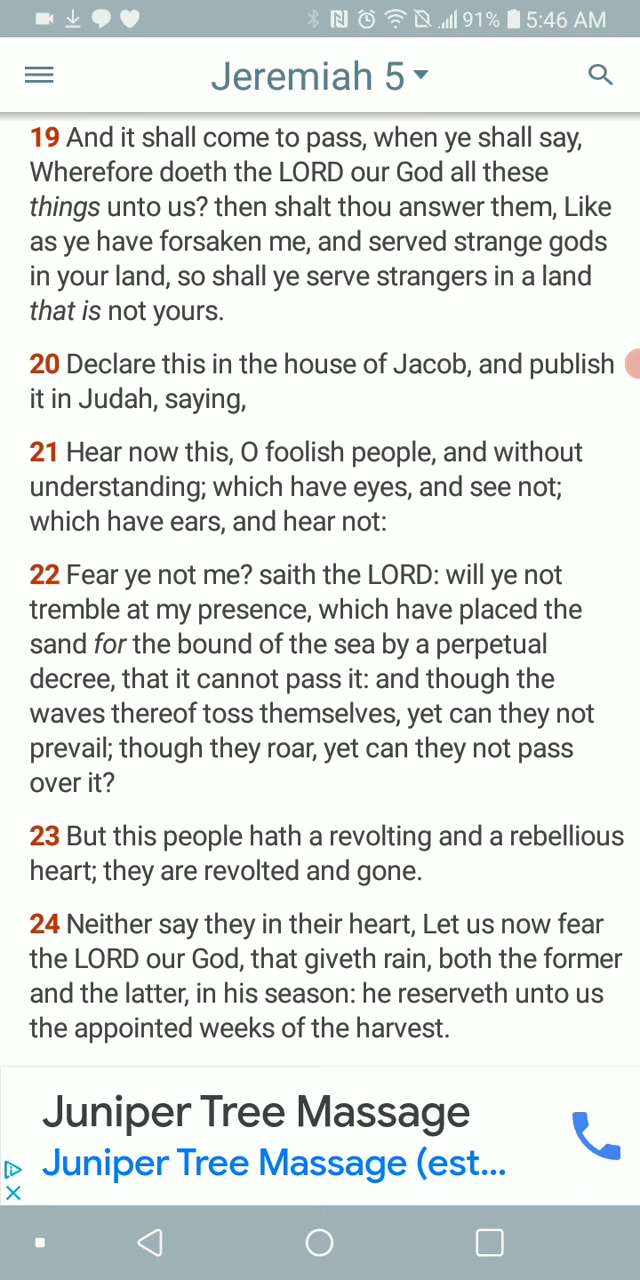 91% 5:46 AM
Jeremiah 5
19 And it shall come to pass, when ye shall say,
Wherefore doeth the LORD our God all these
things unto us? then shalt thou answer them, Like
as ye have forsaken me, and served strange gods
in your land, so shall ye serve strangers in a land
that is not yours.
20 Declare this in the house of Jacob, and publish
it in Judah, saying,
21 Hear now this, O foolish people, and without
understanding; which have eyes, and see not;
which have ears, and hear not:
22 Fear ye not me? saith the LORD: will ye not
tremble at my presence, which have placed the
sand for the bound of the sea by a perpetual
decree, that it cannot pass it: and though the
waves thereof toss themselves, yet can they not
prevail; though they roar, yet can they not pass
over it?
23 But this people hath a revolting and a rebellious
heart; they are revolted and gone.
24 Neither say they in their heart, Let us now fear
the LORD our God, that giveth rain, both the former
and the latter, in his season: he reserveth unto us
the appointed weeks of the harvest.
Juniper Tree Massage
Juniper Tree Massage (est...